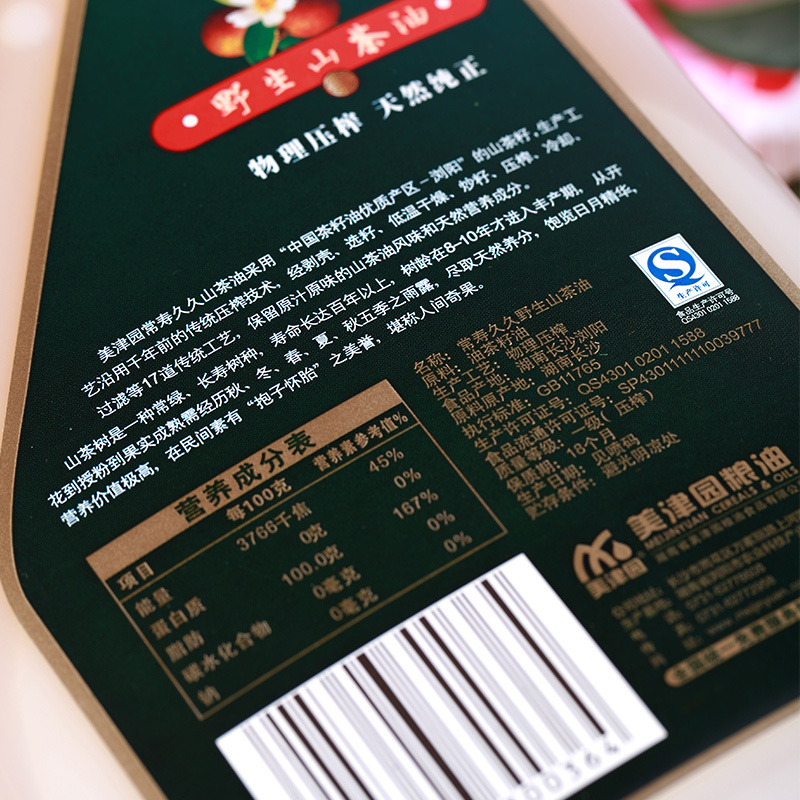 野生山茶油
物理压榨 天然纯正
美津园常寿久久山茶油采用“中国茶籽油优质产区－浏阳”的山茶籽，生产工
艺沿用千年前的传统压榨技术，经剥壳、选籽、低温干燥、炒籽、压榨、冷却、
过滤等17道传统工艺，保留原汁原味的山茶油风味和天然营养成分。
山茶树是一种常绿、长寿树种，寿命长达百年以上，树龄在8-10年才进入丰产期，从开
花到授粉到果实成熟需经历秋、冬、春、夏、秋五季之雨露，尽取天然养分，饱览日月精华，
营养价值极高，在民间素有“抱子怀胎”之美誉，堪称人间奇果。
生产许可
食品生产许可号
QS4301 0201 1588
名称：常寿久久野生山茶油
原料：油茶籽油
生产工艺：物理压榨
食品产地：湖南长沙浏阳
原料原产地：湖南长沙
执行标准：GB11765
生产许可证号：QS4301 0201 1588
食品流通许可证号：SP4301111110039777
质量等级：一级（压榨）
保质期：18个月
生产日期：见喷码
贮存条件：避光阴凉处
营养成分表
项目 每100克 营养素参考值%
能量 3766千焦 45%
蛋白质 0克 0%
脂肪 100.0克 167%
碳水化合物 0毫克 0%
钠 0毫克 0%
美津园粮油
MEIJINYUAN CEREALS & OILS
美津园